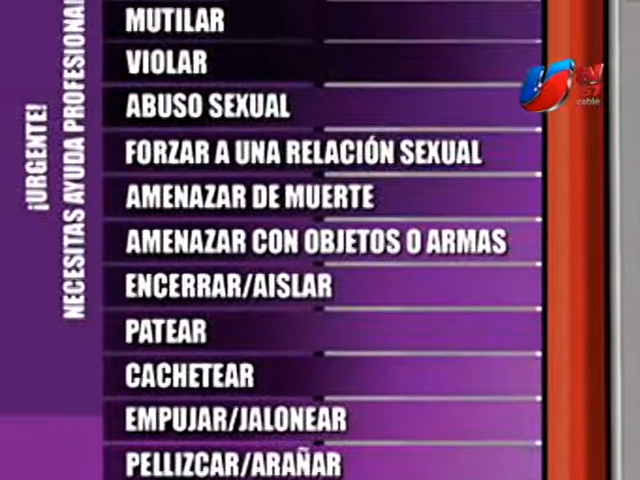 ¡URGENTE!
NECESITAS AYUDA PROFESIONAL
MUTILAR
VIOLAR
ABUSO SEXUAL
FORZAR A UNA RELACIÓN SEXUAL
AMENAZAR DE MUERTE
AMENAZAR CON OBJETOS O ARMAS
ENCERRAR/AISLAR
PATEAR
CACHETEAR
EMPUJAR/JALONEAR
PELLIZCAR/ARAÑAR
cable